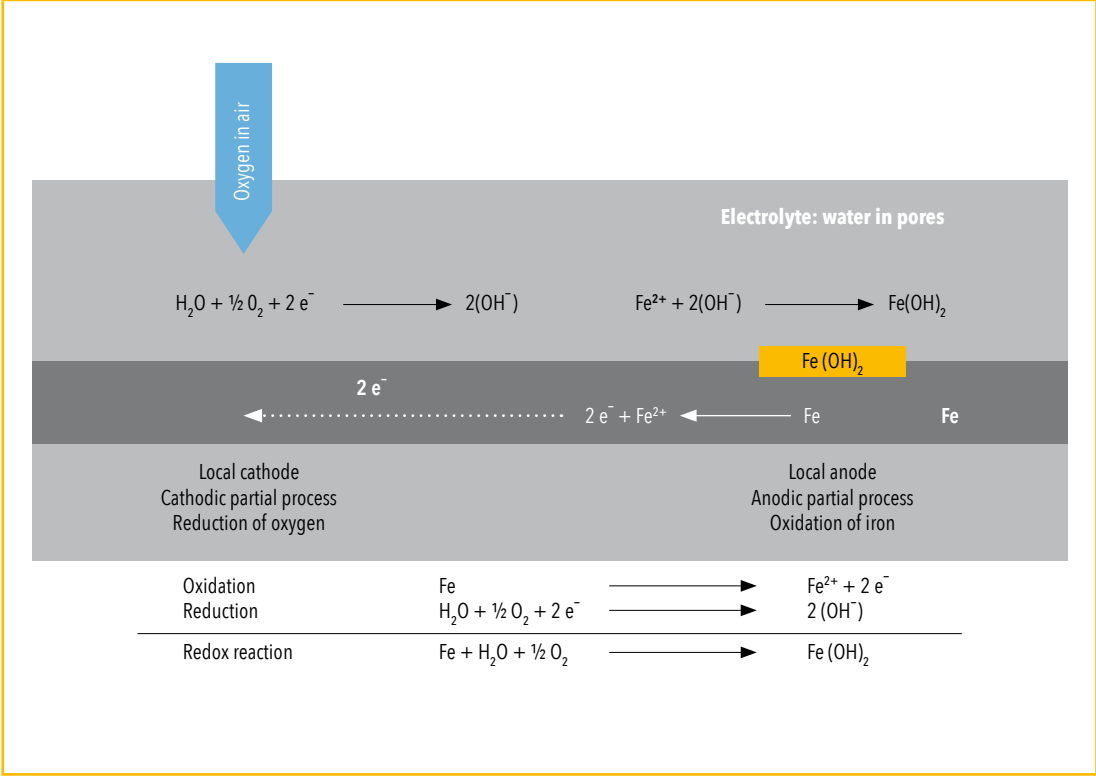 Oxygen in air
Electrolyte: water in pores
H₂O + ½ O₂ + 2 e⁻ → 2(OH⁻)
Fe²⁺ + 2(OH⁻) → Fe(OH)₂
Fe (OH)₂
2 e⁻
2 e⁻ + Fe²⁺ ← Fe
Fe
Local cathode
Cathodic partial process
Reduction of oxygen
Local anode
Anodic partial process
Oxidation of iron
Oxidation Fe → Fe²⁺ + 2 e⁻
Reduction H₂O + ½ O₂ + 2 e⁻ → 2 (OH⁻)
Redox reaction Fe + H₂O + ½ O₂ → Fe (OH)₂